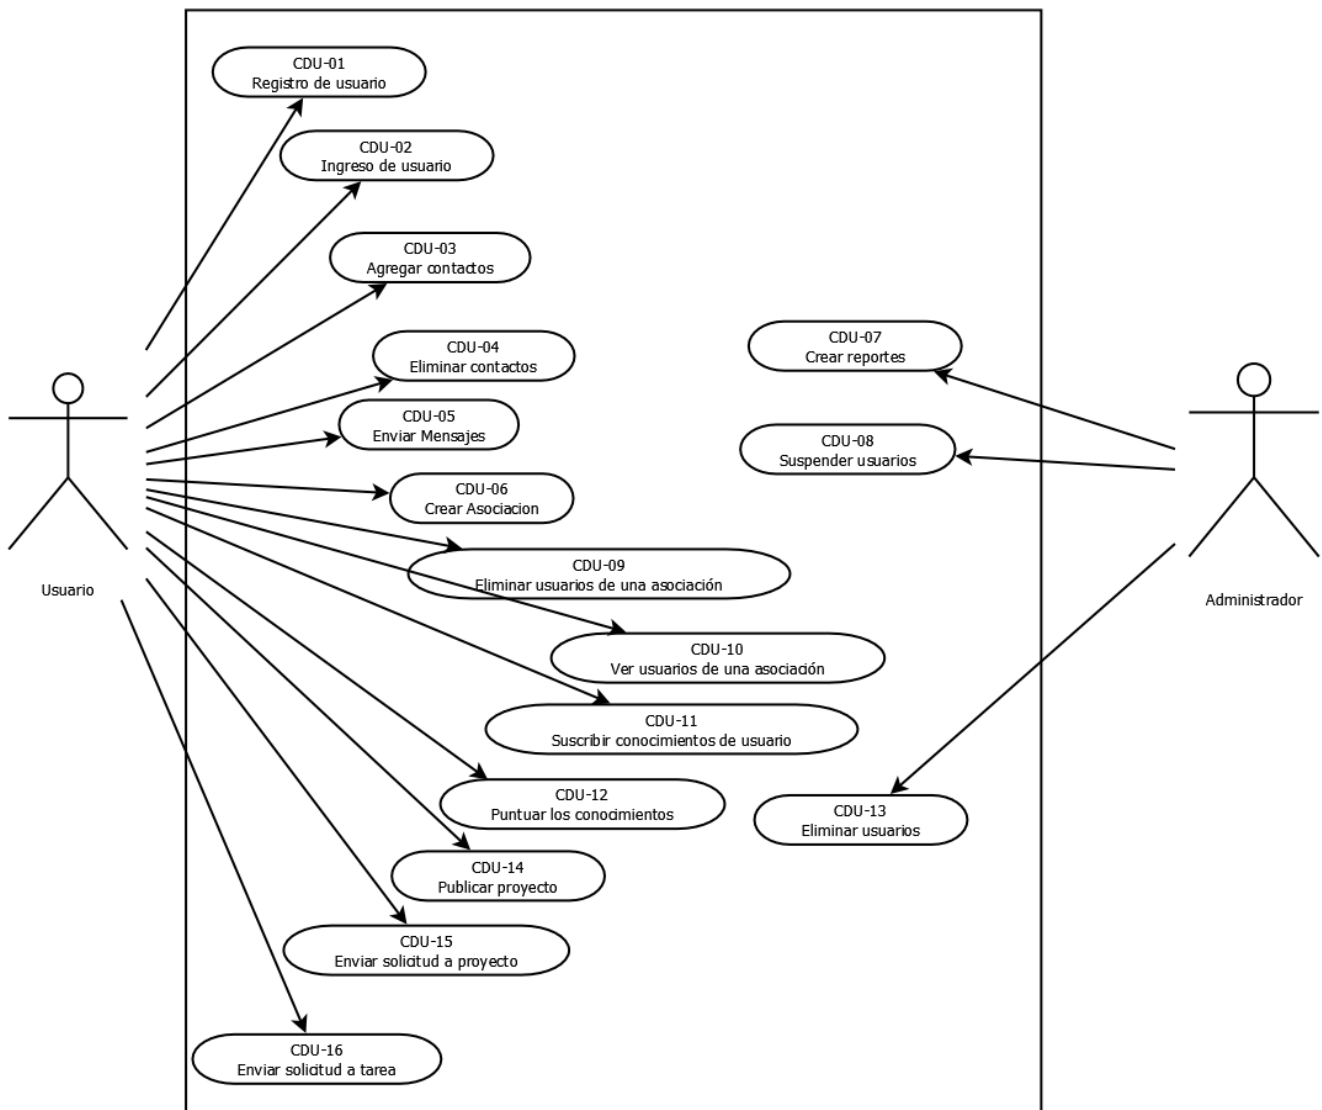 CDU-01
Registro de usuario
CDU-02
Ingreso de usuario
CDU-03
Agregar contactos
CDU-04
Eliminar contactos
CDU-05
Enviar Mensajes
CDU-06
Crear Asociacion
CDU-07
Crear reportes
CDU-08
Suspender usuarios
CDU-09
Eliminar usuarios de una asociación
Usuario
Administrador
CDU-10
Ver usuarios de una asociación
CDU-11
Suscribir conocimientos de usuario
CDU-12
Puntuar los conocimientos
CDU-13
Eliminar usuarios
CDU-14
Publicar proyecto
CDU-15
Enviar solicitud a proyecto
CDU-16
Enviar solicitud a tarea